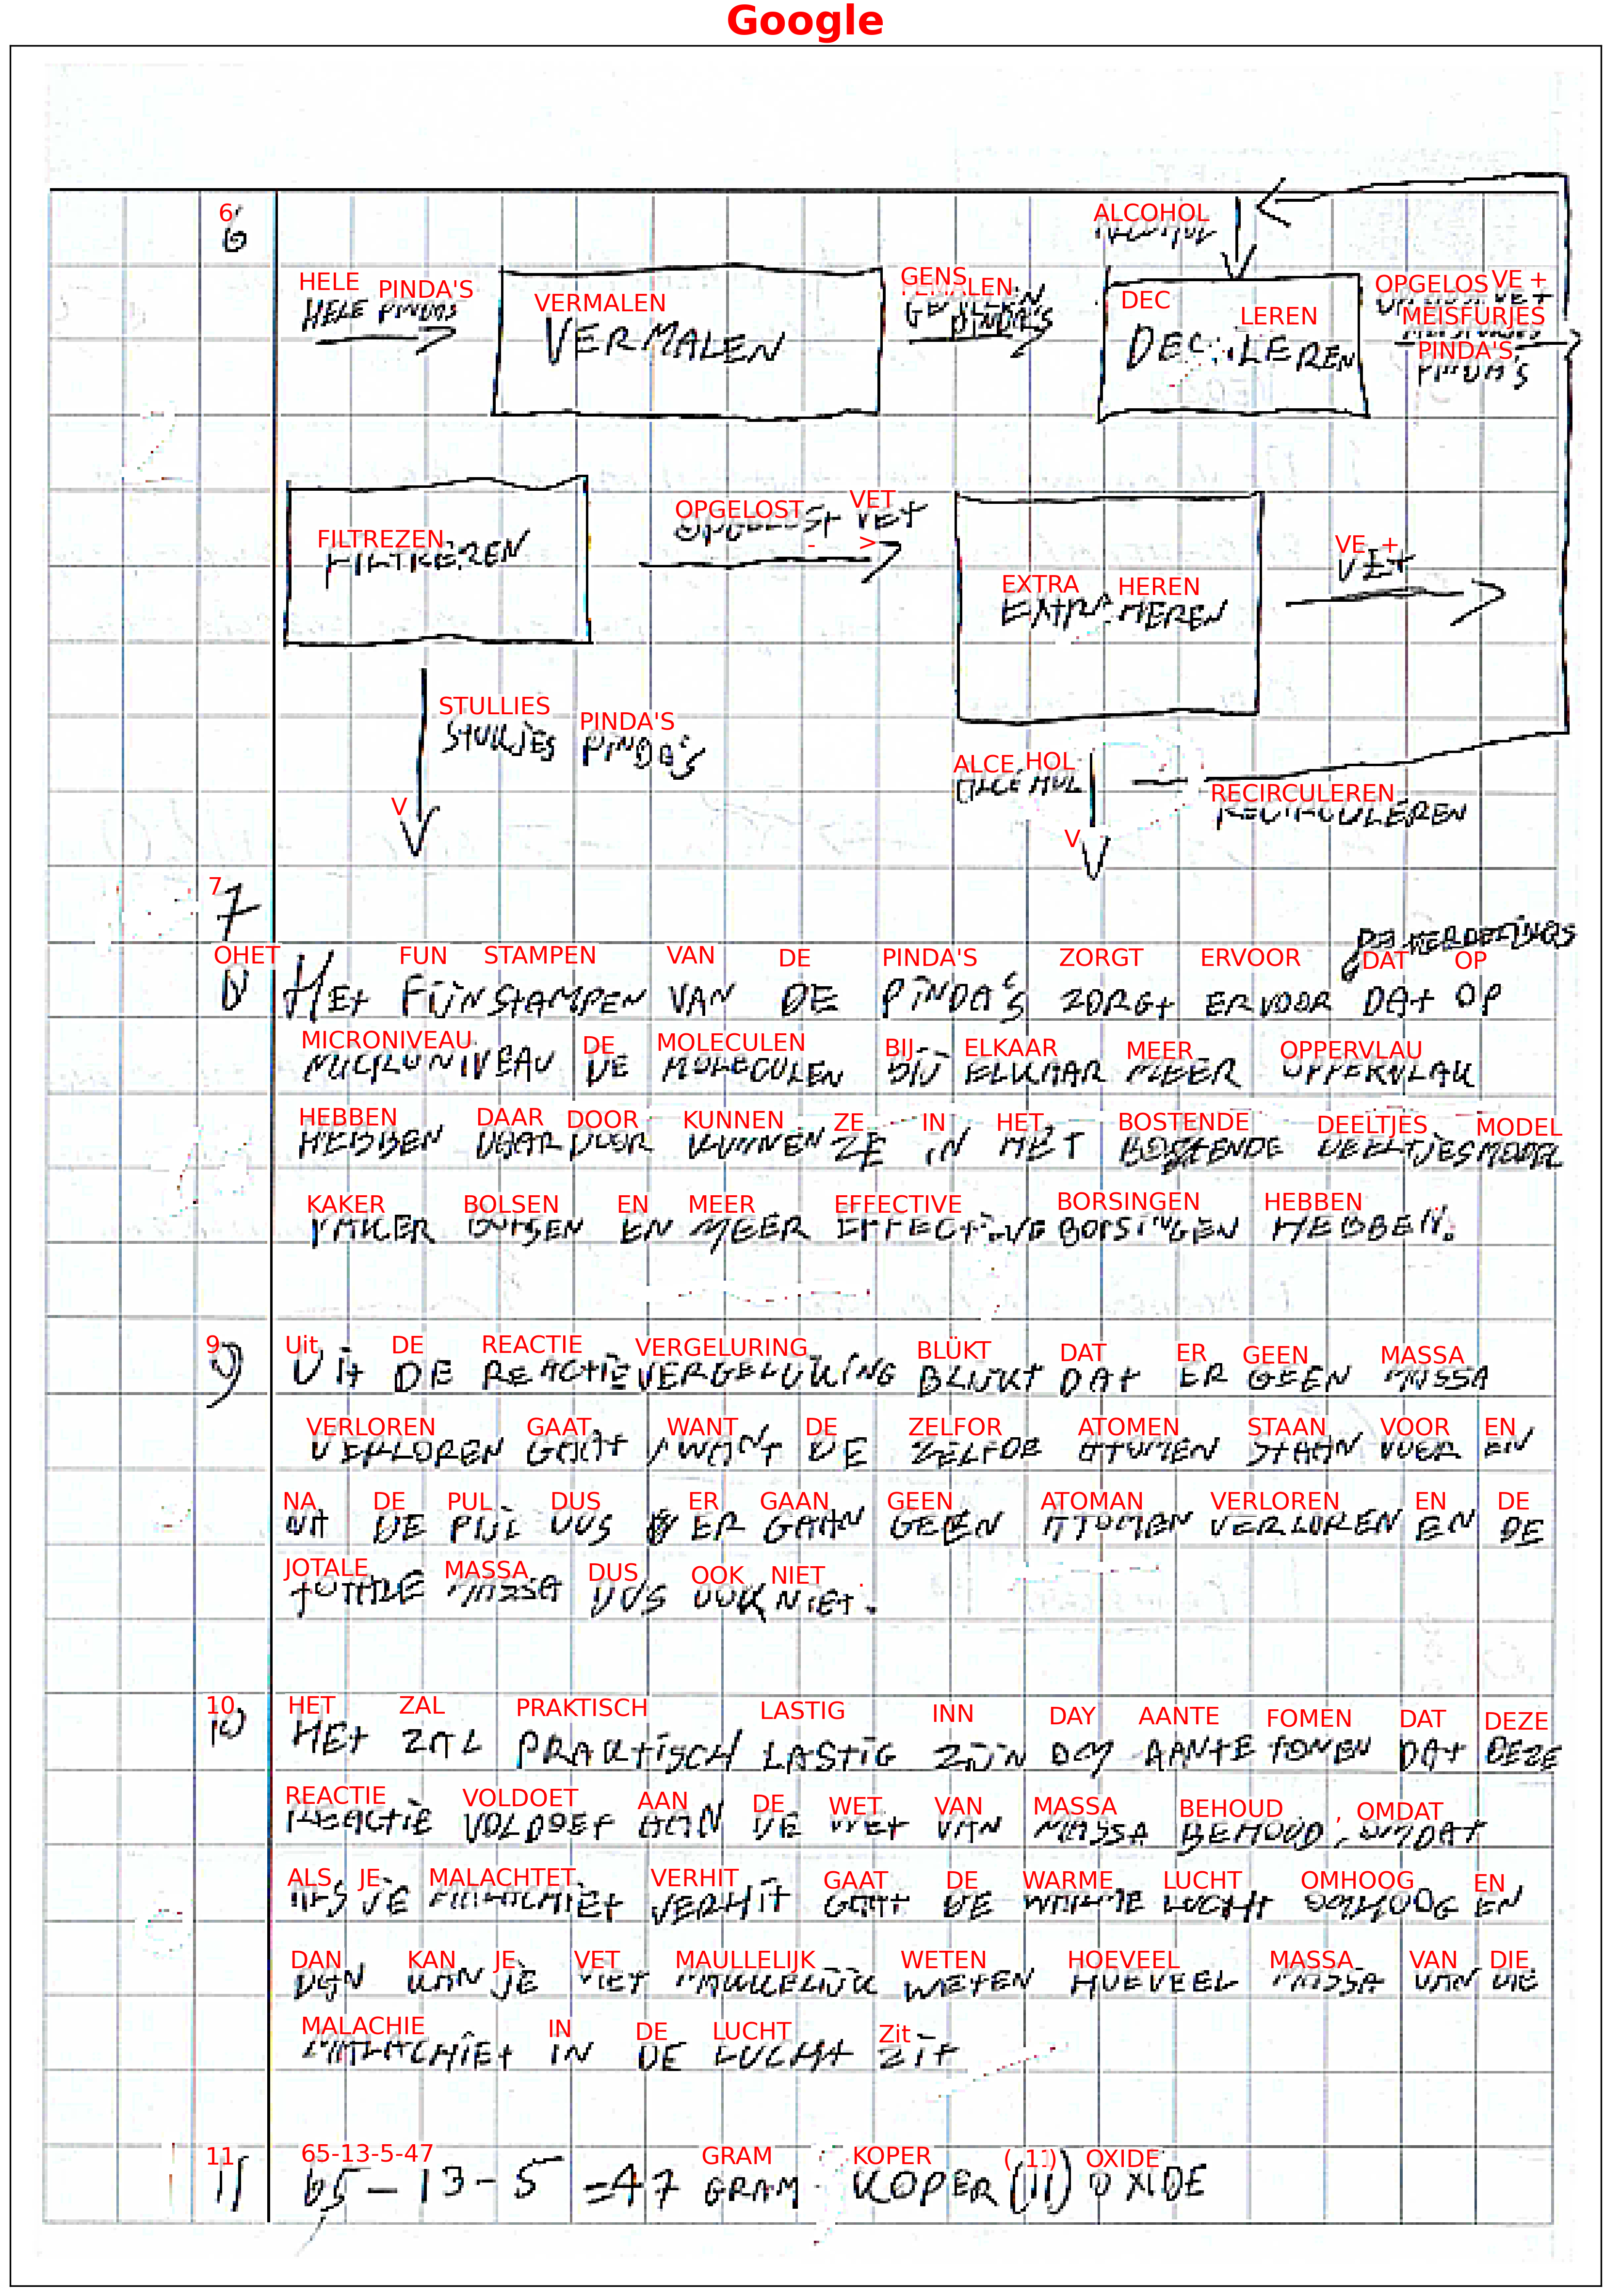 Google
6
6
ALCOHOL
ALCOHOL
HELE PINDA'S VERMALEN GENS ALEN DEC LEREN OPGELOS VE +
HELE PINDAS VERMALEN PINDA'S OPGELOST VET
MEISFURJES
PINDA'S
PINDA'S
FILTREZEN OPGELOST VET - > EXTRA HEREN VE +
FILTREREN OPGELOST VET EXTRAHEREN VET
STULLIES PINDA'S
STUKJES PINDA'S
ALCE HOL
ALCOHOL
RECIRCULEREN
RECIRCULEREN
V
V
7
7
OHET FUN STAMPEN VAN DE PINDA'S ZORGT ERVOOR DAT OP
8 HEt FIJNSTAMPEN VAN DE PINDA'S ZORGt ERVOOR DAt OP
MICRONIVEAU DE MOLECULEN BIJ- ELKAAR MEER OPPERVLAU
MICRONIVEAU DE MOLECULEN BIJ ELKAAR MEER OPPERVLAK
HEBBEN DAAR DOOR KUNNEN ZE IN HET BOSTENDE DEELTJES MODEL
HEBBEN DAARDOOR KUNNEN ZE IN HET BOTSENDE DEELTJESMODEL
KAKER BOLSEN EN MEER EFFECTIVE BORSINGEN HEBBEN
VAKER BOTSEN EN MEER EFFECTIEVE BOTSINGEN HEBBEN.
9 Uit DE REACTIE VERGELURING BLÜKT DAT ER GEEN MASSA
9 Uit DE REACTIEVERGELIJKING BLIJKT DAt ER GEEN MASSA
VERLOREN GAAT WANT DE ZELFOR ATOMEN STAAN VOOR EN
VERLOREN GAAt, WANt DE ZELFDE ATOMEN STAAN VOOR EN
NA DE PUL DUS ER GAAN GEEN ATOMAN VERLOREN EN DE
NA DE PIJL DUS ER GAAN GEEN ATOMEN VERLOREN EN DE
JOTALE MASSA DUS OOK NIET .
tOTALE MASSA DUS OOK NIEt.
10 HET ZAL PRAKTISCH LASTIG INN DAY AANTE FOMEN DAT DEZE
10 HEt ZAL PRAKtISCH LAStIG ZIJN OM AANtE tONEN DAt DEZE
REACTIE VOLDOET AAN DE WET VAN MASSA BEHOUD , OMDAT
REACtIE VOLDOEt AAN DE WEt VAN MASSA BEHOUD, OMDAt
ALS JE MALACHTET VERHIT GAAT DE WARME LUCHT OMHOOG EN
ALS JE MALACHIEt VERHIt GAAt DE WARME LUCHt OMHOOG EN
DAN KAN JE VET MAULLELIJK WETEN HOEVEEL MASSA VAN DIE
DAN KAN JE NIEt MAKKELIJK WEtEN HOEVEEL MASSA VAN DIE
MALACHIE IN DE LUCHT Zit
MALACHIEt IN DE LUCHt ZIt
11 65-13-5-47 GRAM KOPER ( 11) OXIDE
11 65 - 13 - 5 = 47 GRAM KOPER (II) OXIDE